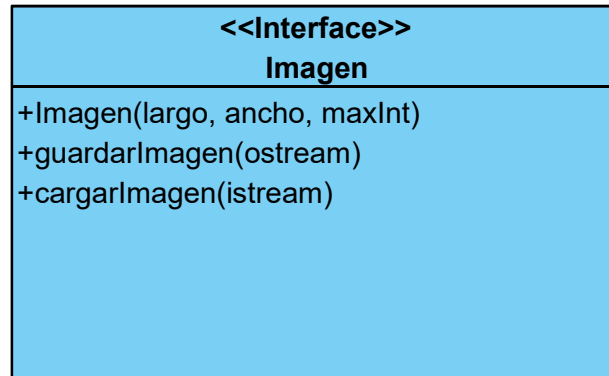 <<Interface>>
Imagen
+Imagen(largo, ancho, maxInt)
+guardarImagen(ostream)
+cargarImagen(istream)